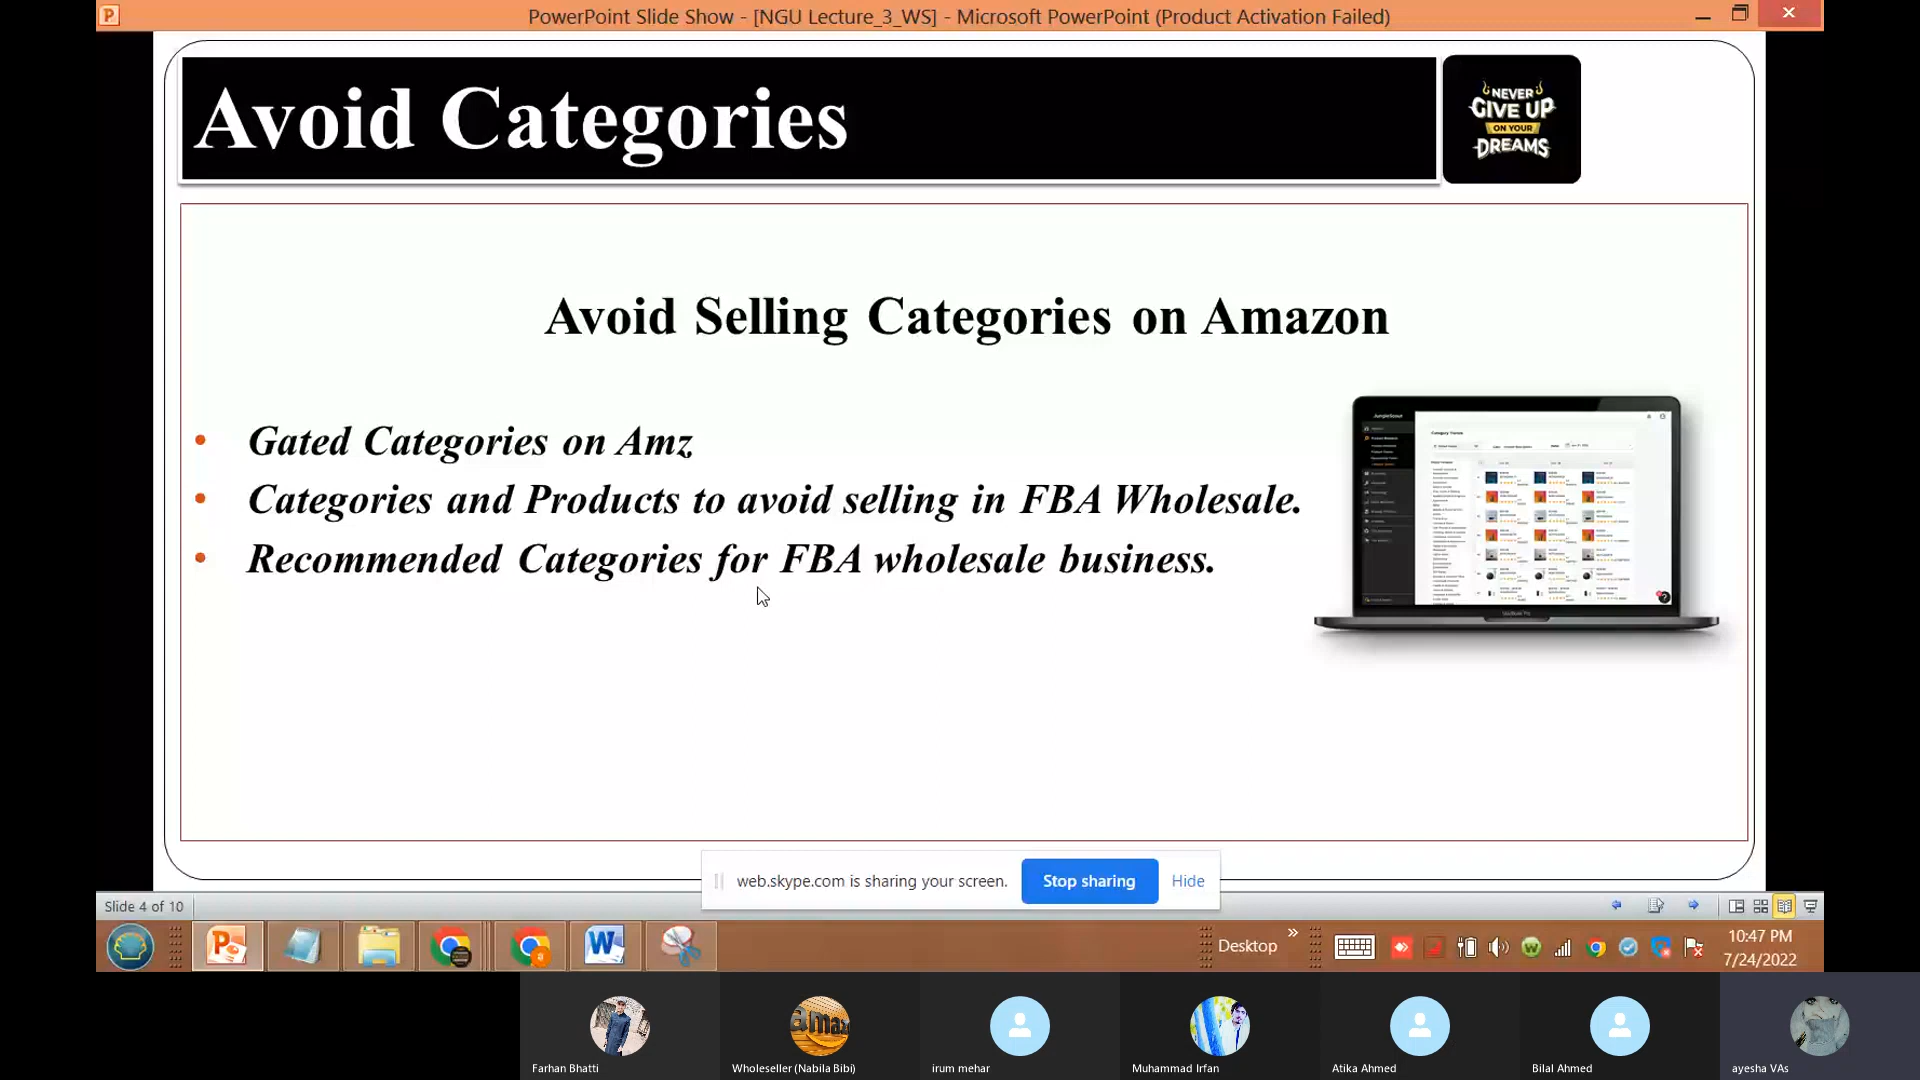 PowerPoint Slide Show - [NGU Lecture_3_WS] - Microsoft PowerPoint (Product Activation Failed)
Avoid Categories
NEVER
GIVE UP
ON YOUR
DREAMS
Avoid Selling Categories on Amazon
• Gated Categories on Amz
• Categories and Products to avoid selling in FBA Wholesale.
• Recommended Categories for FBA wholesale business.
web.skype.com is sharing your screen.
Stop sharing
Hide
Slide 4 of 10
Desktop
10:47 PM
7/24/2022
Farhan Bhatti
Wholeseller (Nabila Bibi)
irum mehar
Muhammad Irfan
Atika Ahmed
Bilal Ahmed
ayesha VAs